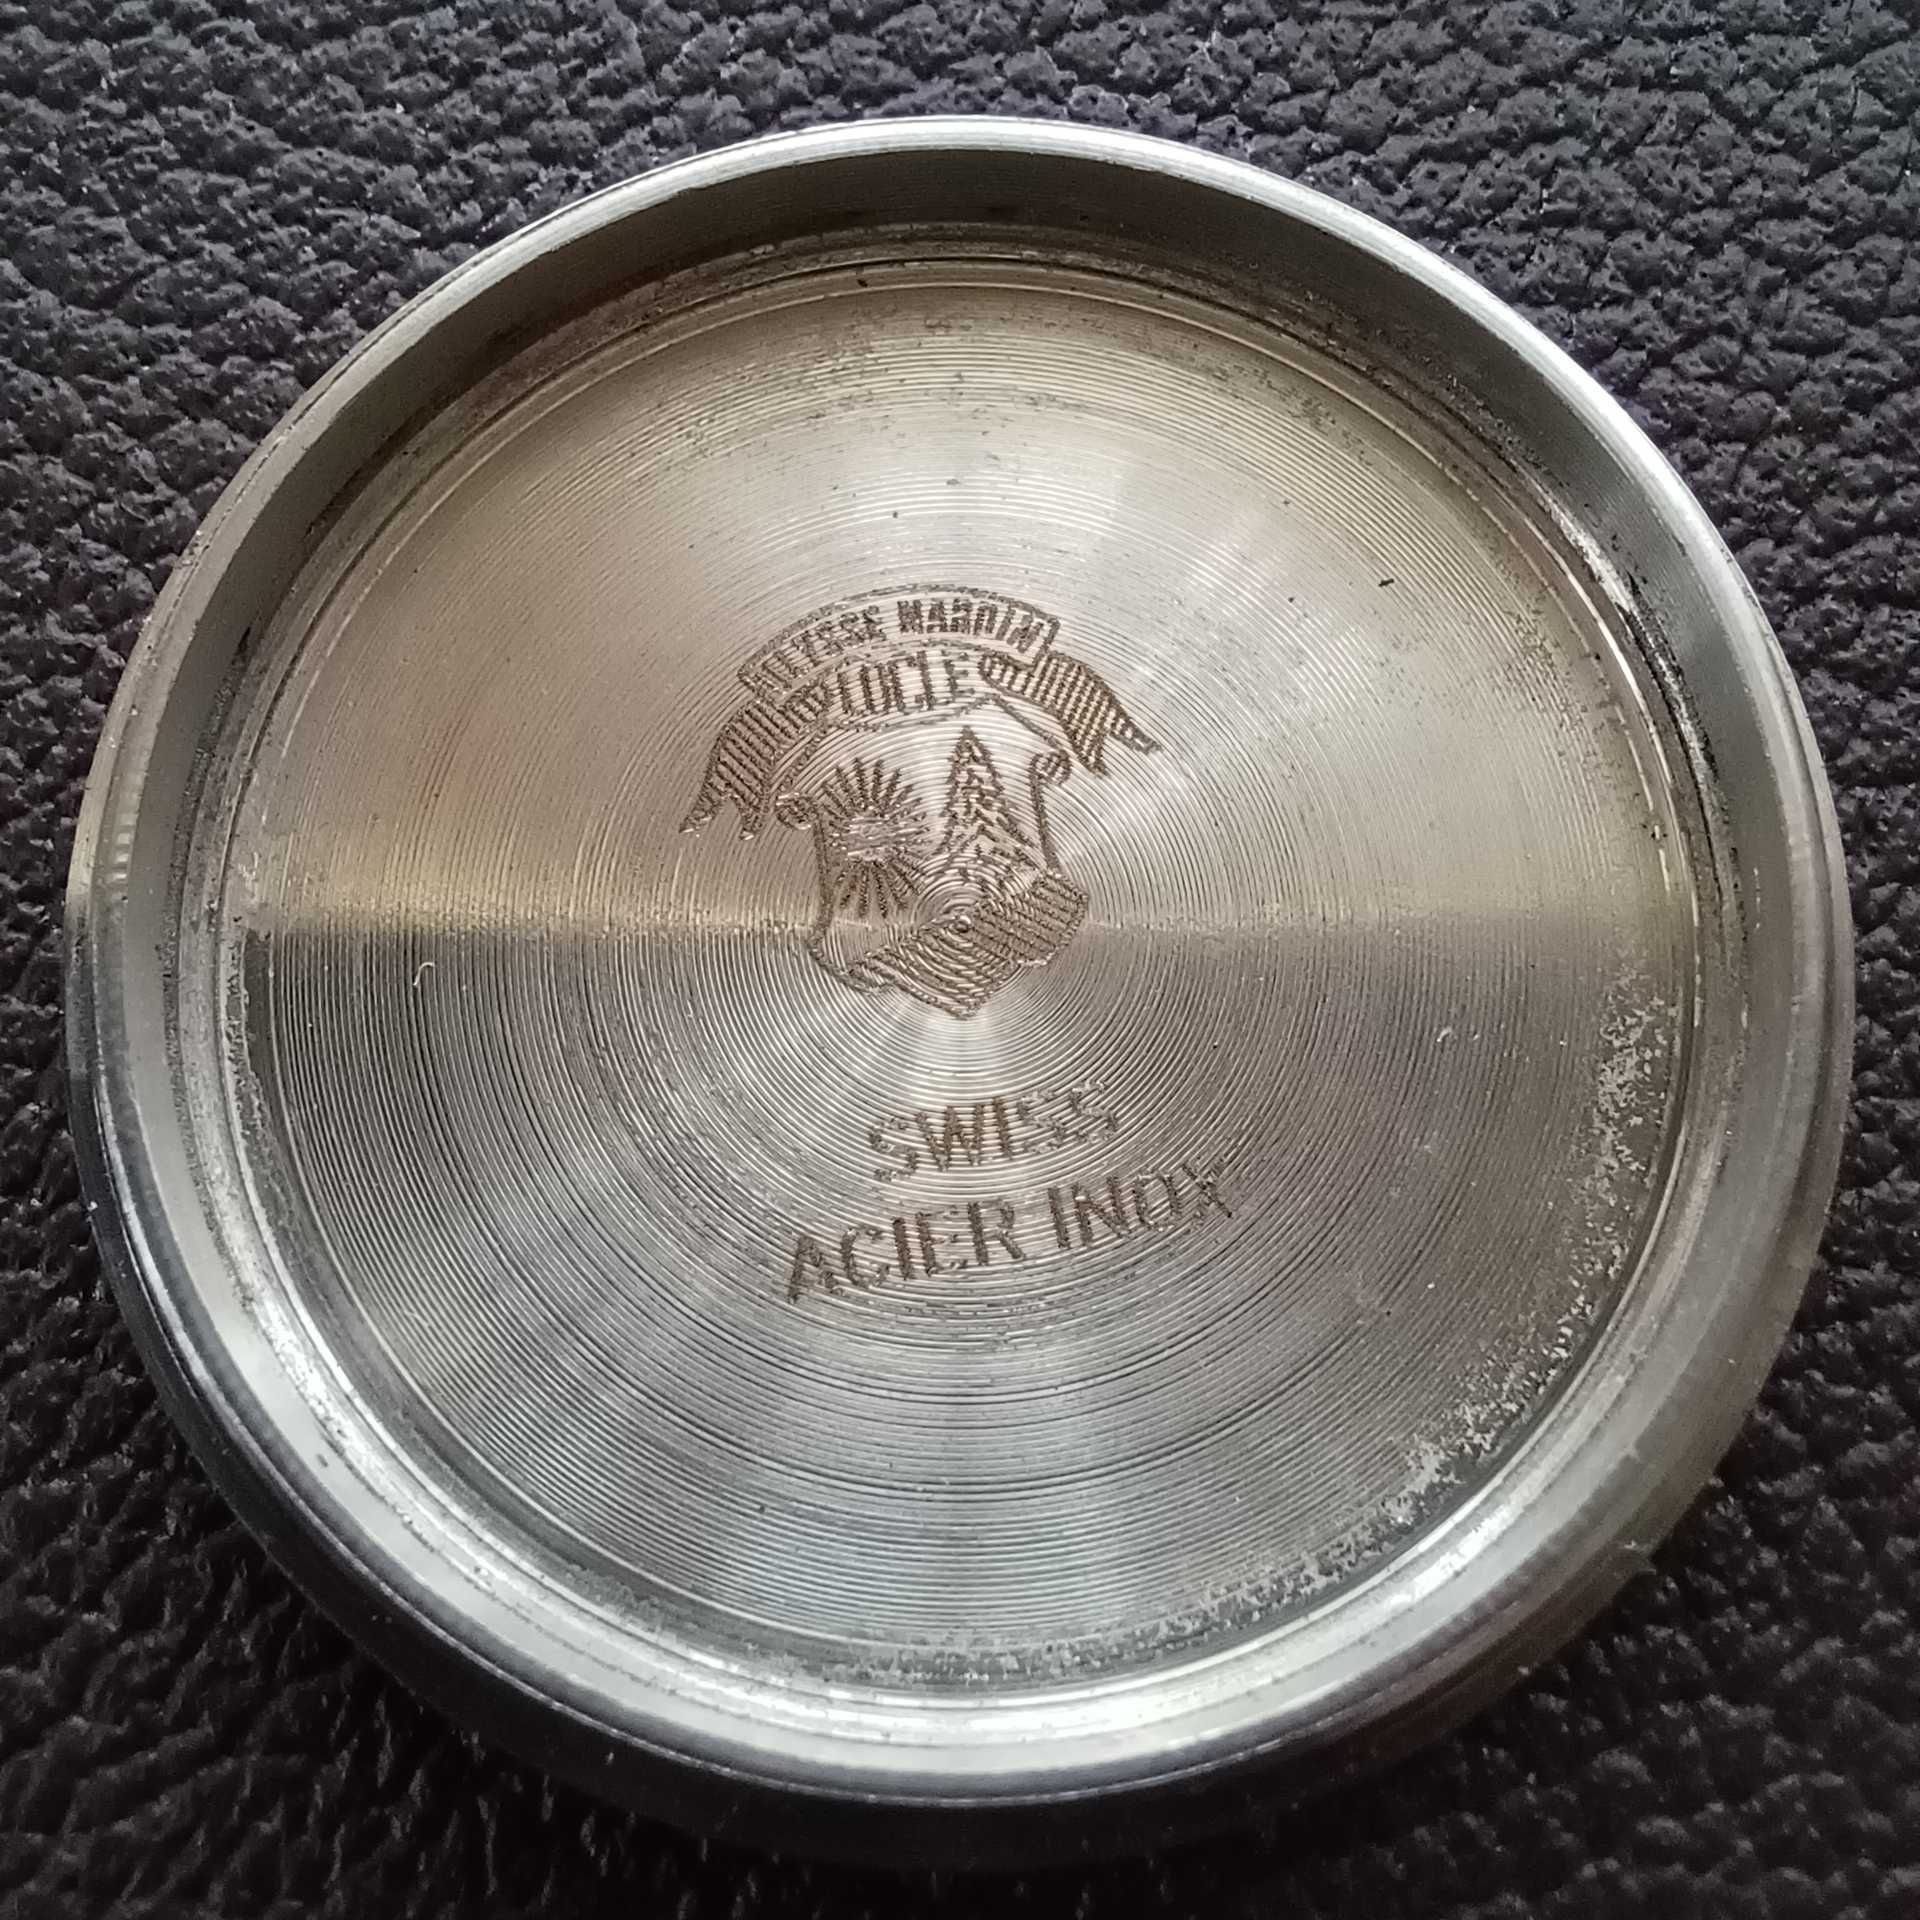 ULYSSE NARDIN
LOCLE
SWISS
ACIER INOX